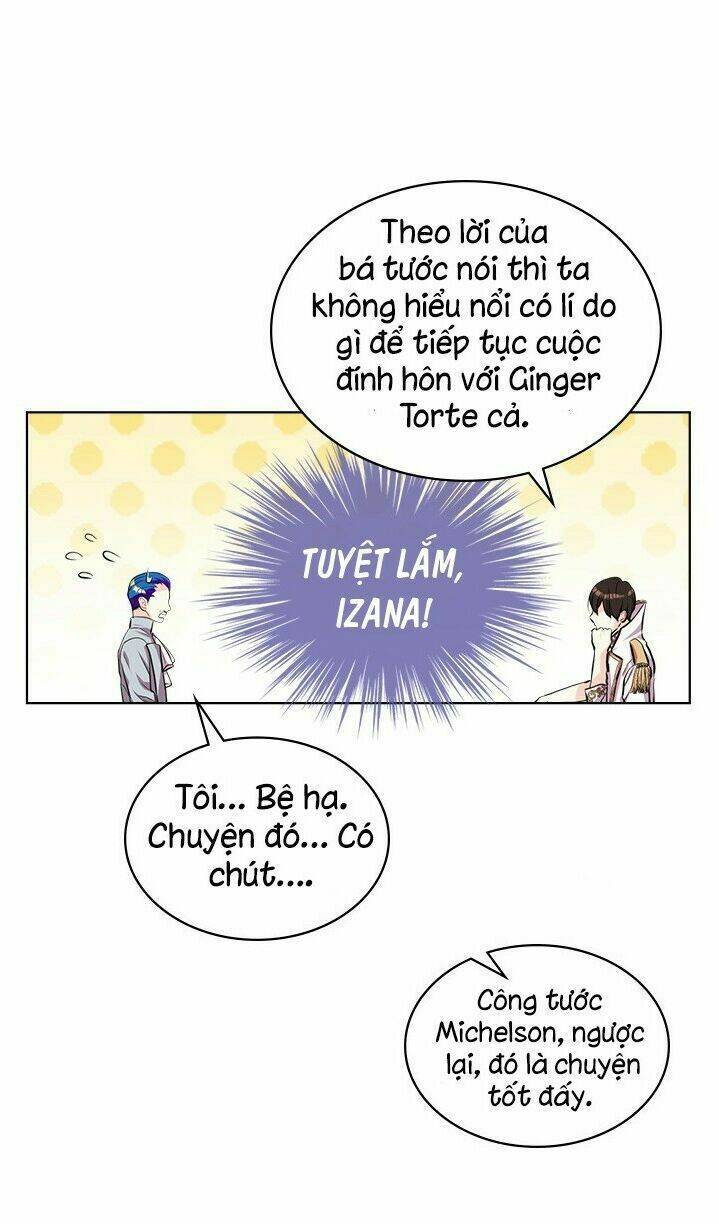 Theo lời của
bá tước nói thì ta
không hiểu nổi có lí do
gì để tiếp tục cuộc
đính hôn với Ginger
Torte cả.
TUYỆT LẮM,
IZANA!
Tôi... Bệ hạ.
Chuyện đó... Có
chút....
Công tước
Michelson, ngược
lại, đó là chuyện
tốt đấy.